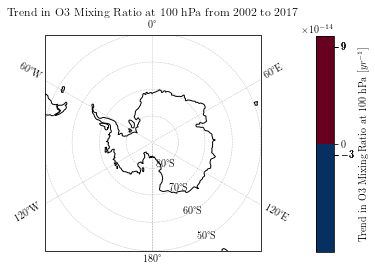 Trend in O3 Mixing Ratio at 100 hPa from 2002 to 2017
0°
×10⁻¹⁴
60°W
60°E
9
0
−3
80°S
70°S
60°S
50°S
120°W
120°E
180°
Trend in O3 Mixing Ratio at 100 hPa [yr⁻¹]